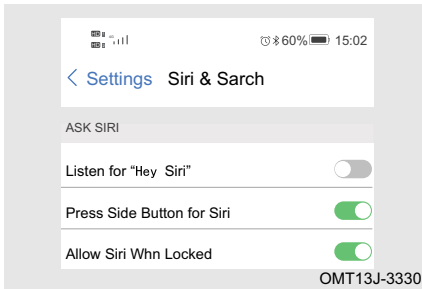 60% 15:02
Settings Siri & Sarch
ASK SIRI
Listen for “Hey Siri”
Press Side Button for Siri
Allow Siri Whn Locked
OMT13J-3330